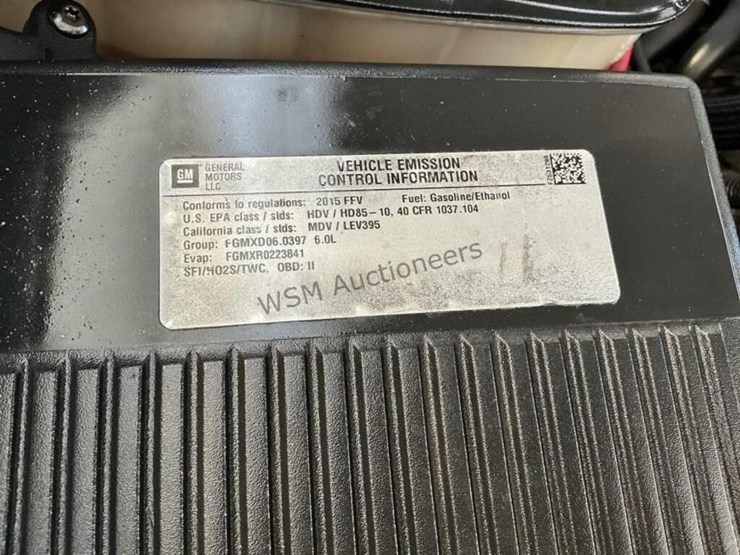 GM
GENERAL
MOTORS
LLC
VEHICLE EMISSION
CONTROL INFORMATION
Conforms to regulations: 2015 FFV Fuel: Gasoline/Ethanol
U.S. EPA class / stds: HDV / HD85-10, 40 CFR 1037.104
California class / stds: MDV / LEV395
Group: FGMXD06.0397 6.0L
Evap: FGMXR0223841
SFI/HO2S/TWC, OBD: II
WSM Auctioneers